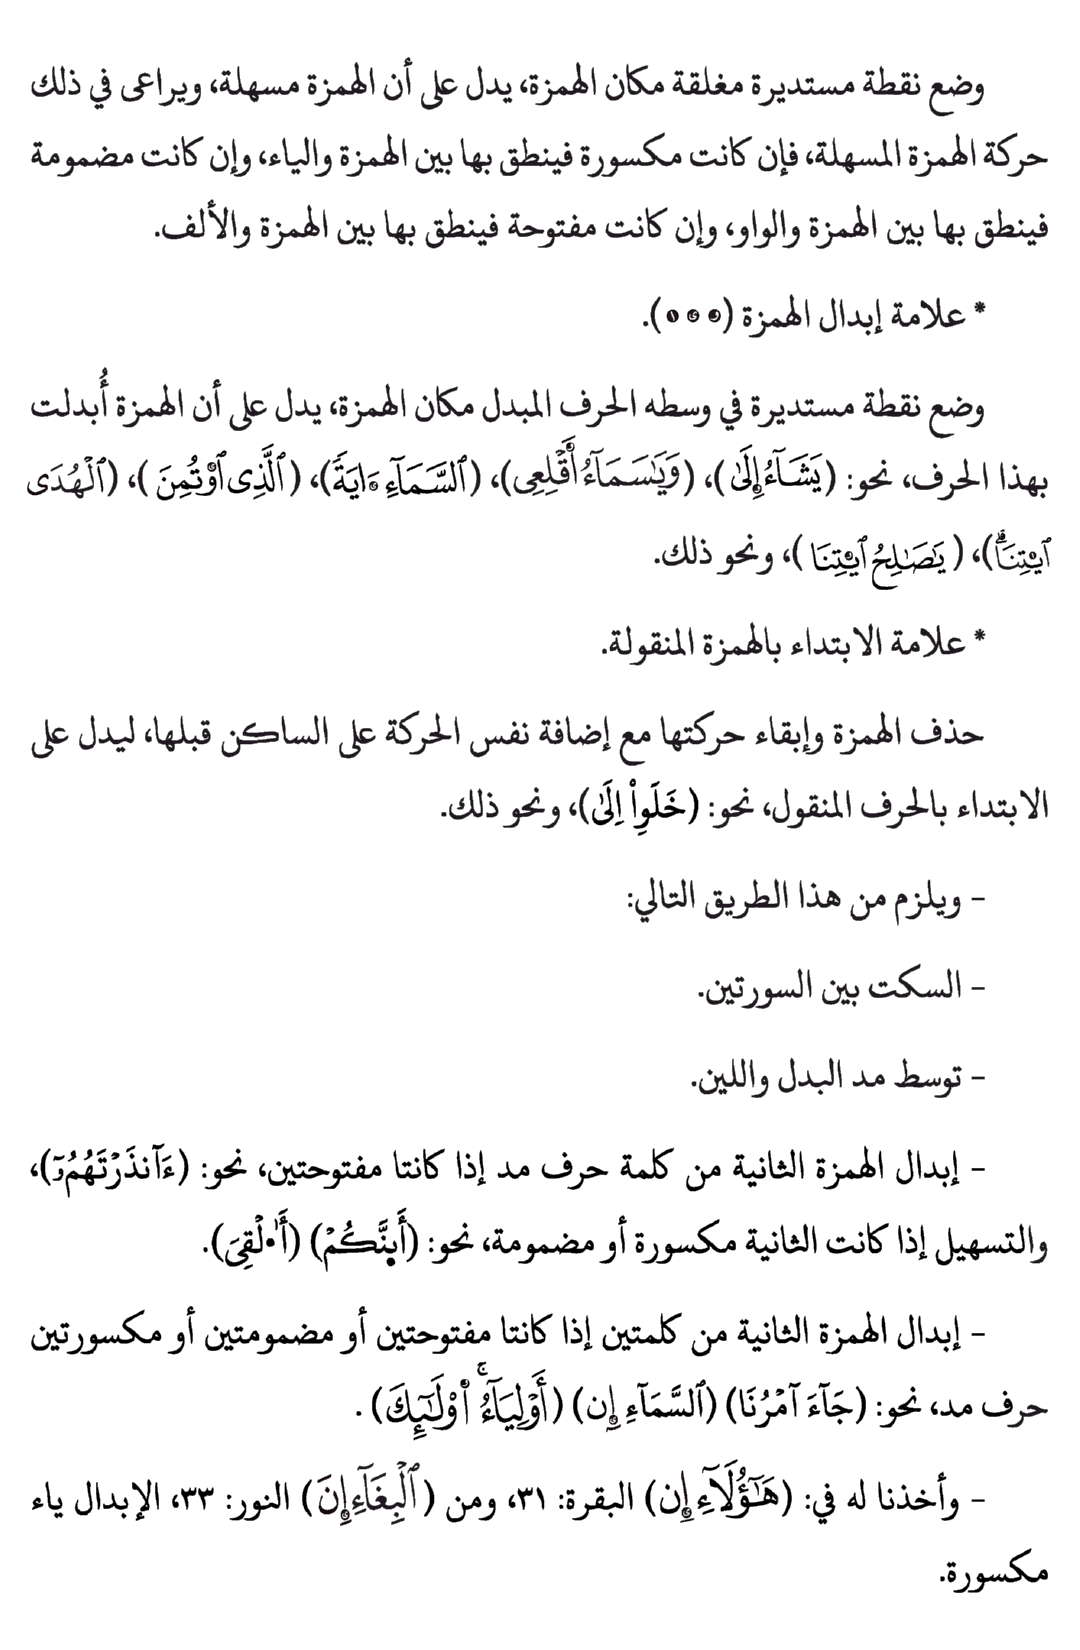 وضع نقطة مستديرة مغلقة مكان الهمزة، يدل على أن الهمزة مسهلة، ويراعى في ذلك
حركة الهمزة المسهلة، فإن كانت مكسورة فينطق بها بين الهمزة والياء، وإن كانت مضمومة
فينطق بها بين الهمزة والواو، وإن كانت مفتوحة فينطق بها بين الهمزة والألف.
* علامة إبدال الهمزة ( ).
وضع نقطة مستديرة في وسطه الحرف المبدل مكان الهمزة، يدل على أن الهمزة أُبدلت
بهذا الحرف، نحو: (يَشَآءُ إِلَىٰ)، (وَيَٰسَمَآءُ أَقْلِعِى)، (ٱلسَّمَآءِ ءَايَةً)، (ٱلَّذِى ٱوْتُمِنَ)، (ٱلْهُدَى
ٱيتِنَا)، (يَٰصَٰلِحُ ٱيتِنَا)، ونحو ذلك.
* علامة الابتداء بالهمزة المنقولة.
حذف الهمزة وإبقاء حركتها مع إضافة نفس الحركة على الساكن قبلها، ليدل على
الابتداء بالحرف المنقول، نحو: (خَلَوِاْ اِلَىٰ)، ونحو ذلك.
- ويلزم من هذا الطريق التالي:
- السكت بين السورتين.
- توسط مد البدل واللين.
- إبدال الهمزة الثانية من كلمة حرف مد إذا كانتا مفتوحتين، نحو: (ءَآنذَرْتَهُمُۥٓ)،
والتسهيل إذا كانت الثانية مكسورة أو مضمومة، نحو: (أَىِٕنَّكُمْ) (أَا۟لْقِىَ).
- إبدال الهمزة الثانية من كلمتين إذا كانتا مفتوحتين أو مضمومتين أو مكسورتين
حرف مد، نحو: (جَآءَ آمْرُنَا) (ٱلسَّمَآءِ إِن) (أَوْلِيَآءُ أُوْلَٰٓئِكَ).
- وأخذنا له في: (هَٰٓؤُلَآءِ إِن) البقرة: ٣١، ومن (ٱلْبِغَآءِ إِنَ) النور: ٣٣، الإبدال ياء
مكسورة.